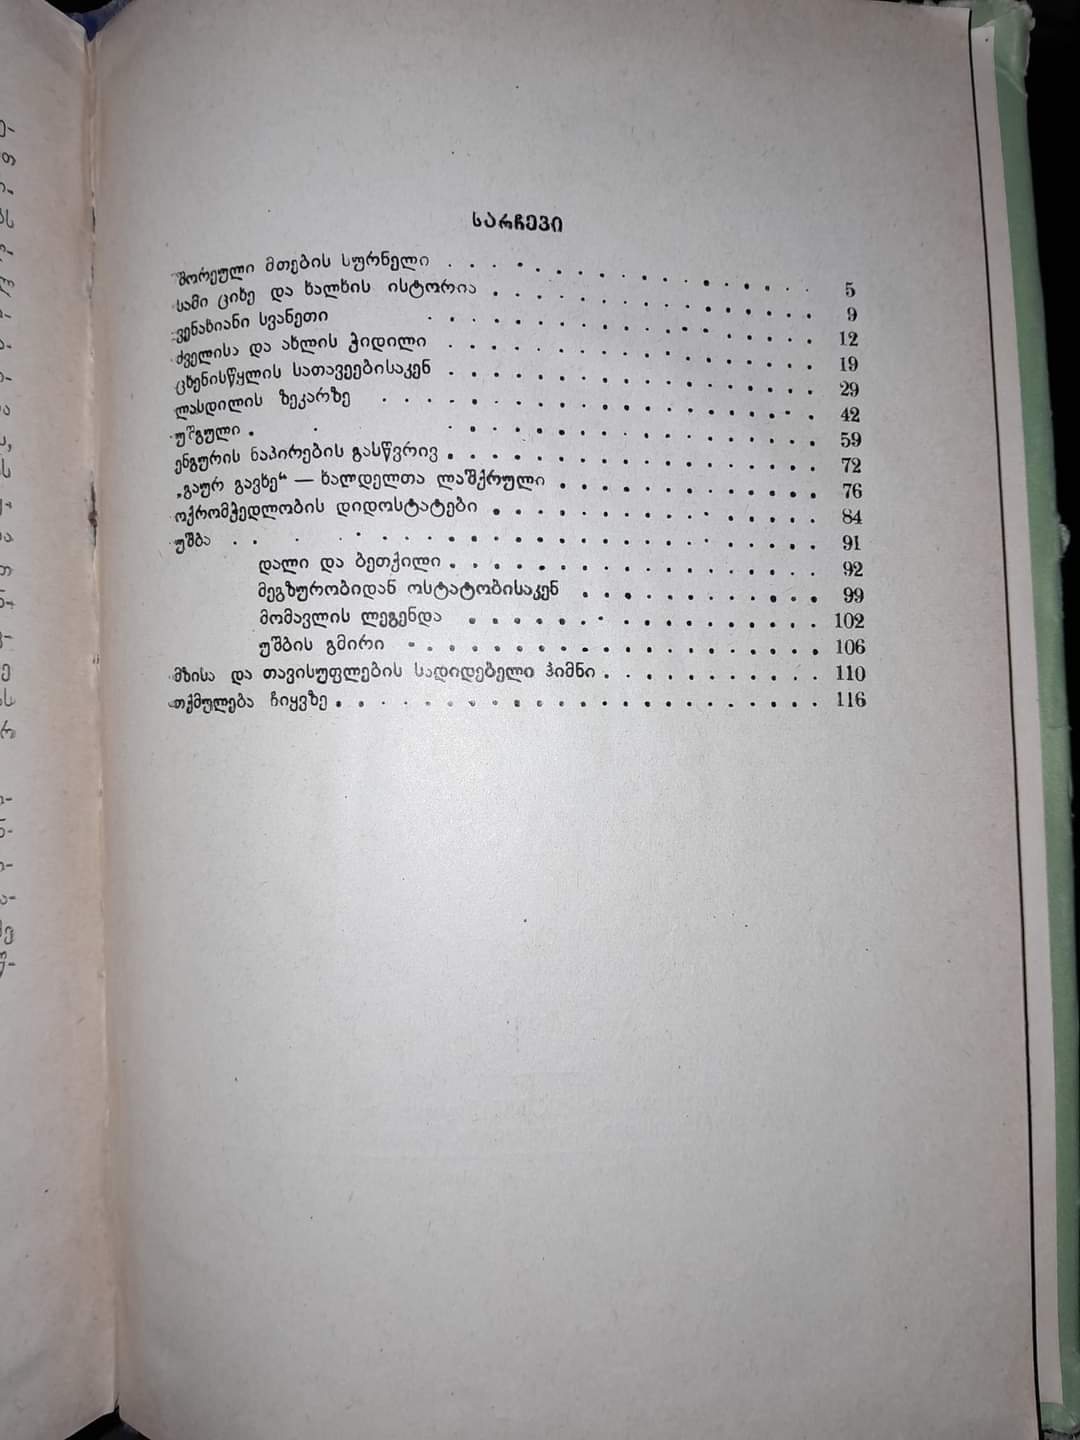 სარჩევი
შორეული მთების სურნელი . . . . . . . . . . . . . . . . 5
სამი ციხე და ხალხის ისტორია . . . . . . . . . . . . . . 9
ვენახიანი სვანეთი . . . . . . . . . . . . . . . . . 12
ძველისა და ახლის ჭიდილი . . . . . . . . . . . . . . . . 19
ცხენისწყლის სათავეებისაკენ . . . . . . . . . . . . . . . . 29
ლასდილის ზეკარზე . . . . . . . . . . . . . . . . . . 42
უშგული . . . . . . . . . . . . . . . . . . 59
ენგურის ნაპირების გასწვრივ . . . . . . . . . . . . . . . . 72
„გაურ გავხე“ — ხალდელთა ლაშქრული . . . . . . . . . . . 76
ოქრომჭედლობის დიდოსტატები . . . . . . . . . . . . . . 84
უშბა . . . . . . . . . . . . . . . . . . . . 91
დალი და ბეთქილი . . . . . . . . . . . . . . . . 92
მეგზურობიდან ოსტატობისაკენ . . . . . . . . . . . 99
მომავლის ლეგენდა . . . . . . . . . . . . . . . 102
უშბის გმირი . . . . . . . . . . . . . . . . . 106
მზისა და თავისუფლების სადიდებელი ჰიმნი . . . . . . . . . . 110
თქმულება ჩიყვზე . . . . . . . . . . . . . . . . . . . . 116